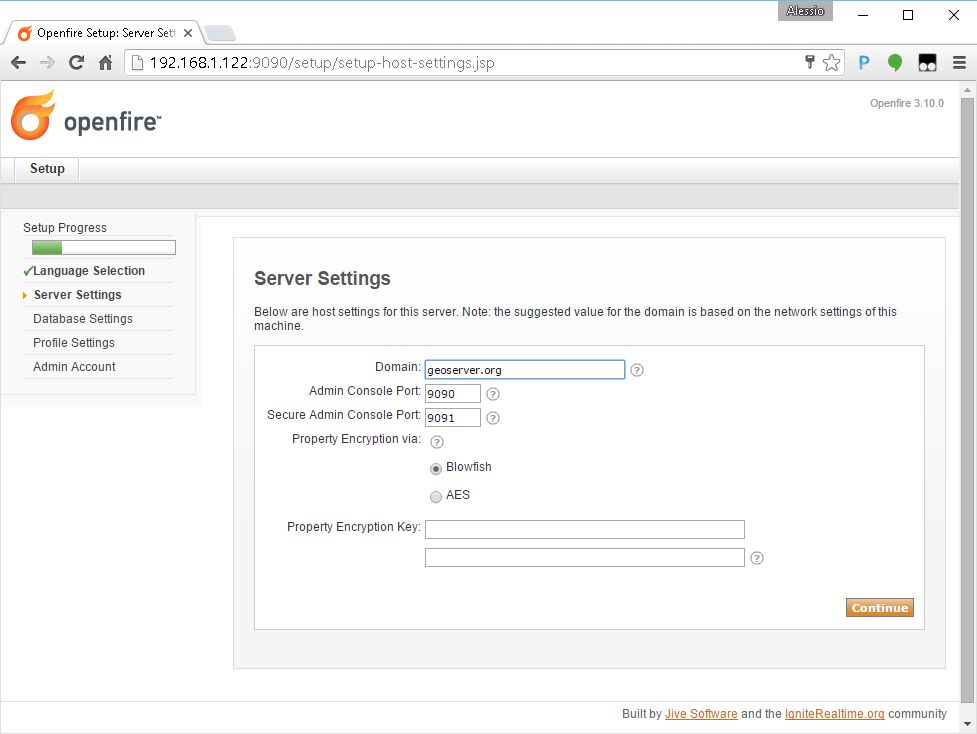 Alessio
Openfire Setup: Server Sett
192.168.1.122:9090/setup/setup-host-settings.jsp
openfire™
Openfire 3.10.0
Setup
Setup Progress
Language Selection
Server Settings
Database Settings
Profile Settings
Admin Account
Server Settings
Below are host settings for this server. Note: the suggested value for the domain is based on the network settings of this
machine.
Domain: geoserver.org ?
Admin Console Port: 9090 ?
Secure Admin Console Port: 9091 ?
Property Encryption via: ?
Blowfish
AES
Property Encryption Key:
?
Continue
Built by Jive Software and the IgniteRealtime.org community